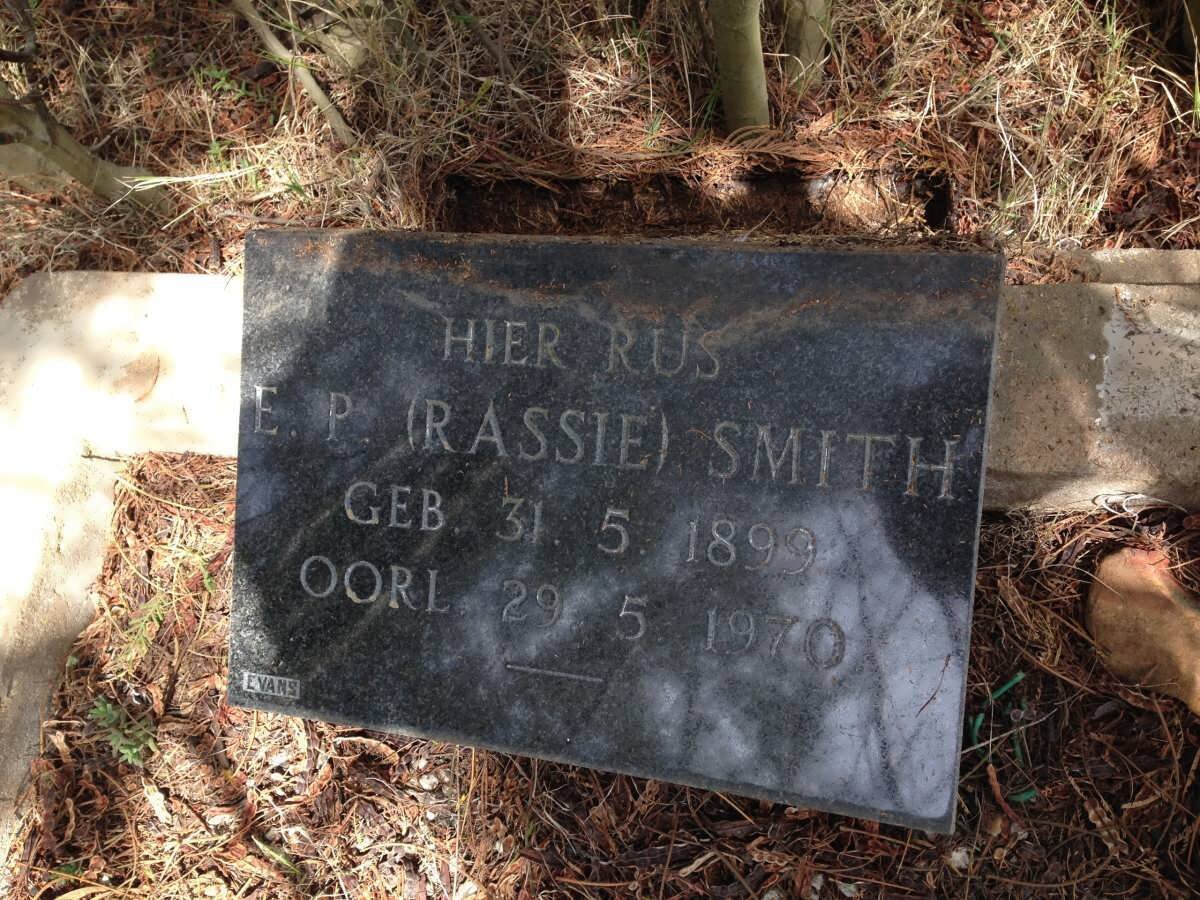 HIER RUS
E. P. (RASSIE) SMITH
GEB. 31. 5. 1899
OORL 29. 5. 1970
EVANS